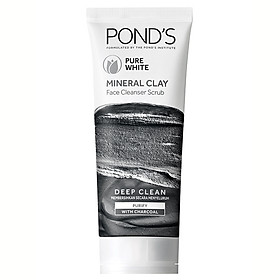 POND'S
FORMULATED BY THE POND'S INSTITUTE
PURE
WHITE
MINERAL CLAY
Face Cleanser Scrub
DEEP CLEAN
MEMBERSIHKAN SECARA MENYELURUH
PURIFY
WITH CHARCOAL